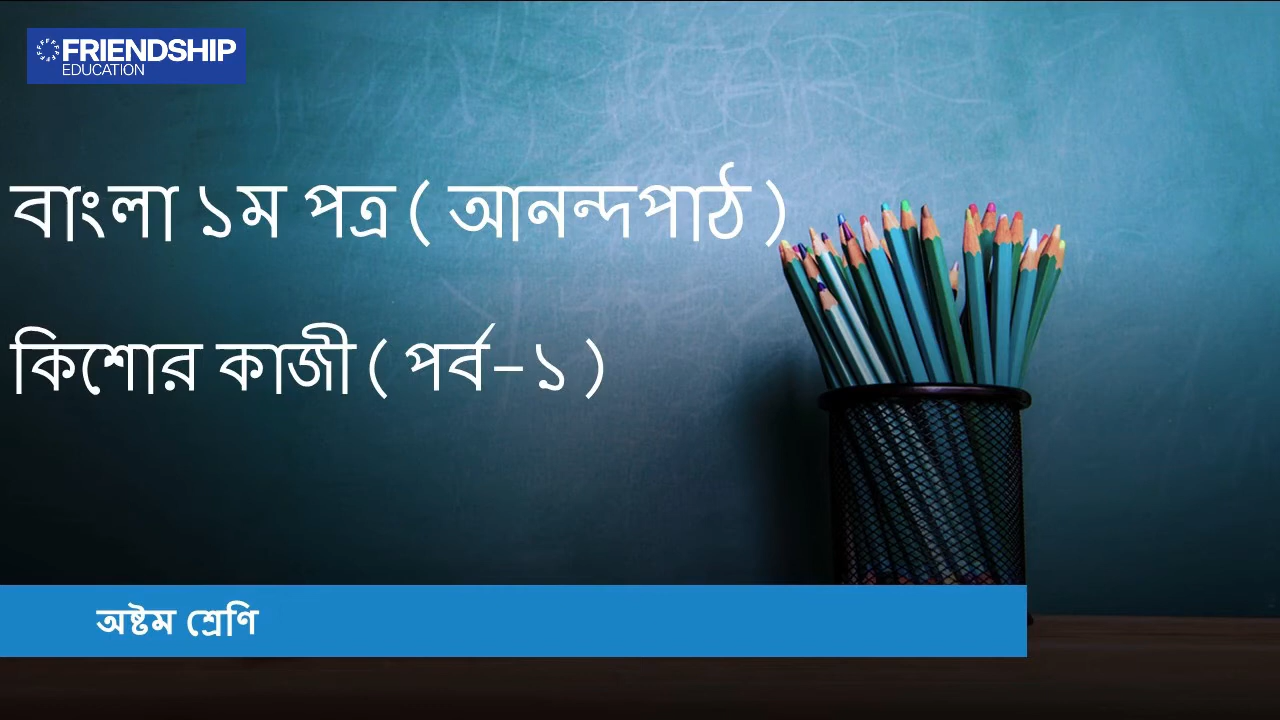 FRIENDSHIP
EDUCATION
বাংলা ১ম পত্র ( আনন্দপাঠ )
কিশোর কাজী ( পর্ব-১ )
অষ্টম শ্রেণি